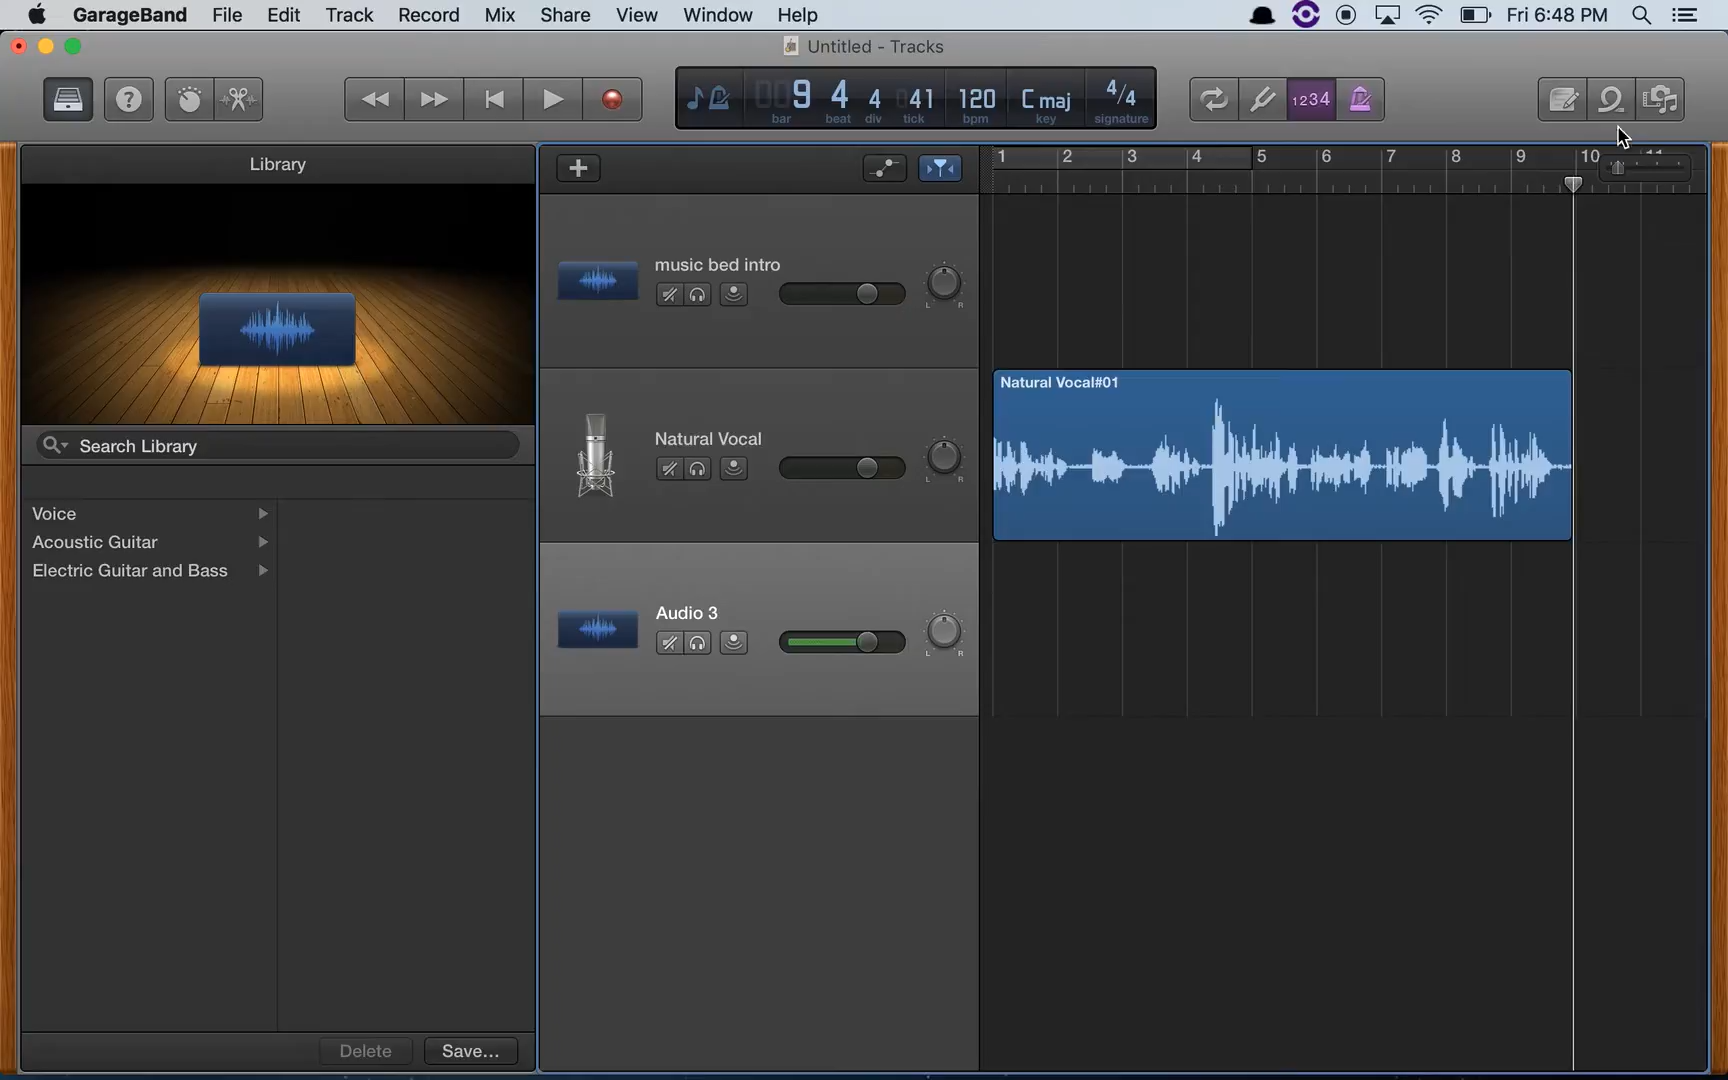 GarageBand File Edit Track Record Mix Share View Window Help Fri 6:48 PM
Untitled - Tracks
9 4 4 41 120 C maj 4/4
bar beat div tick bpm key signature
1234
Library
1 2 3 4 5 6 7 8 9 10
music bed intro
L R
Search Library
Natural Vocal#01
Natural Vocal
L R
Voice
Acoustic Guitar
Electric Guitar and Bass
Audio 3
L R
Delete Save...